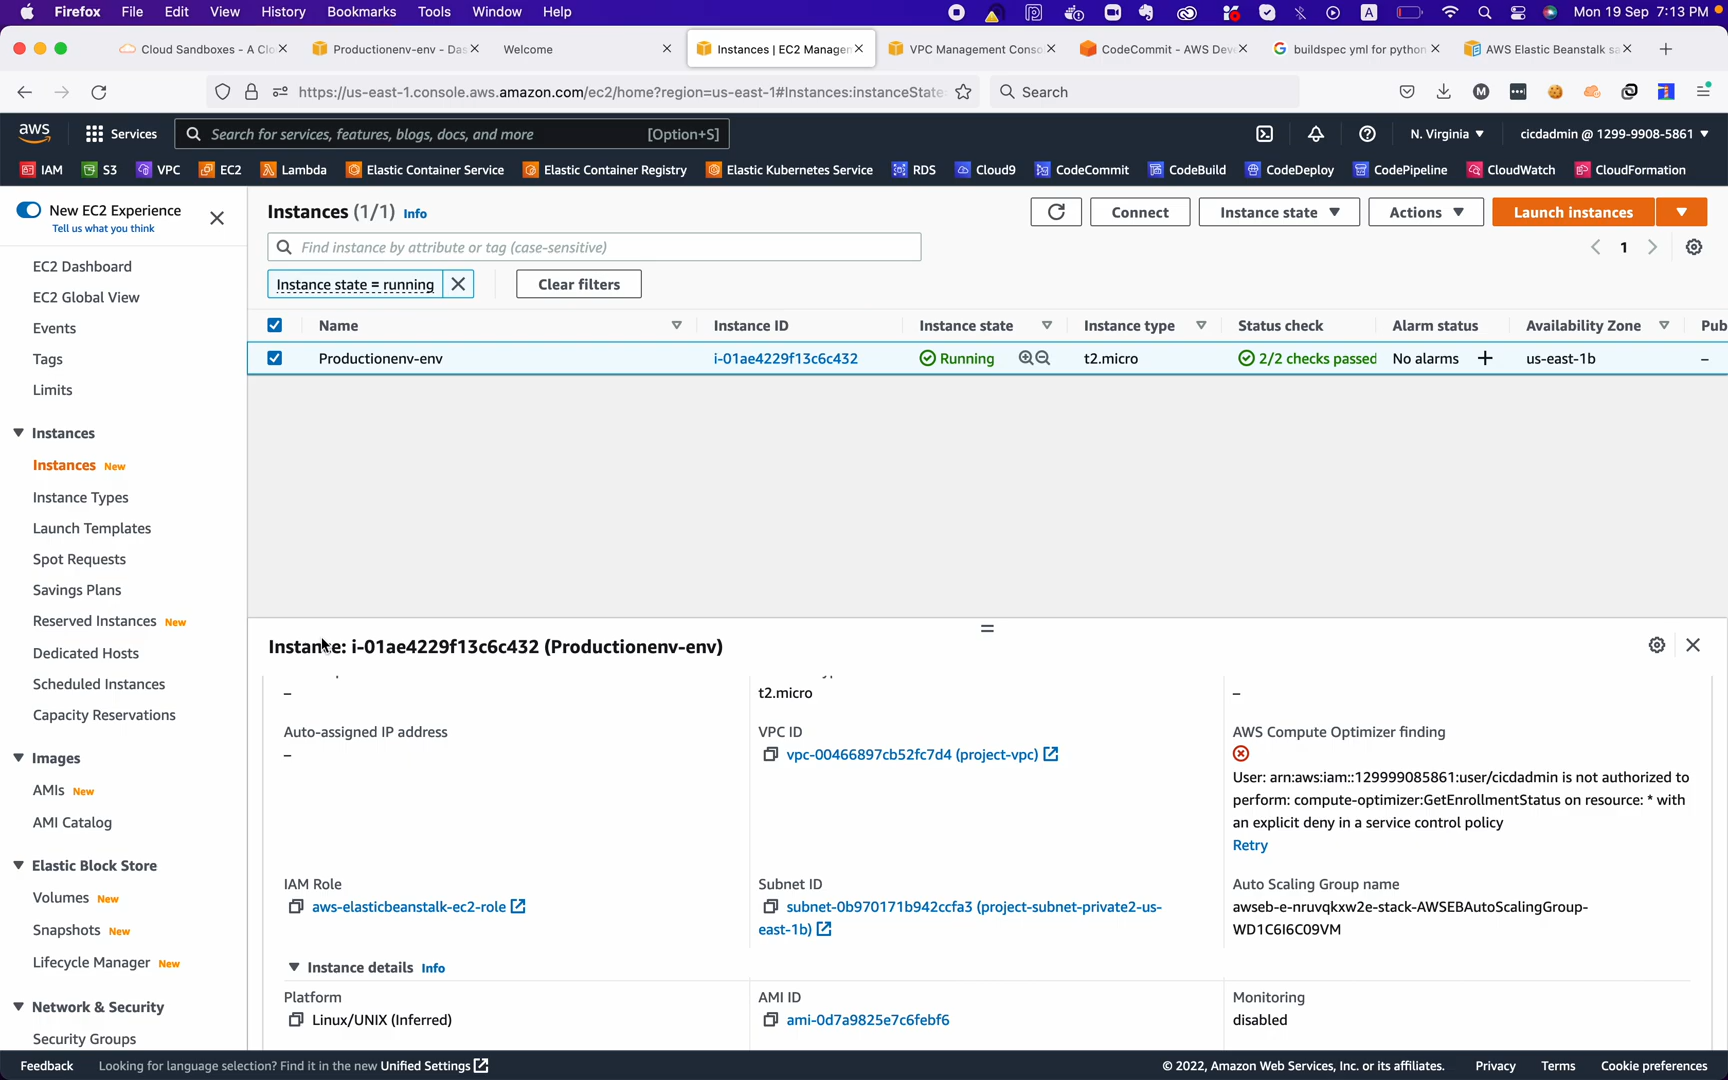 Firefox File Edit View History Bookmarks Tools Window Help Mon 19 Sep 7:13 PM
Cloud Sandboxes - A Clo
Productionenv-env - Das
Welcome
Instances | EC2 Managem
VPC Management Conso
CodeCommit - AWS Deve
buildspec yml for python
AWS Elastic Beanstalk sa
https://us-east-1.console.aws.amazon.com/ec2/home?region=us-east-1#Instances:instanceState
Search
aws Services Search for services, features, blogs, docs, and more [Option+S] N. Virginia cicdadmin @ 1299-9908-5861
IAM S3 VPC EC2 Lambda Elastic Container Service Elastic Container Registry Elastic Kubernetes Service RDS Cloud9 CodeCommit CodeBuild CodeDeploy CodePipeline CloudWatch CloudFormation
New EC2 Experience
Tell us what you think
EC2 Dashboard
EC2 Global View
Events
Tags
Limits
Instances
Instances New
Instance Types
Launch Templates
Spot Requests
Savings Plans
Reserved Instances New
Dedicated Hosts
Scheduled Instances
Capacity Reservations
Images
AMIs New
AMI Catalog
Elastic Block Store
Volumes New
Snapshots New
Lifecycle Manager New
Network & Security
Security Groups
Instances (1/1) Info
Connect Instance state Actions Launch instances
Find instance by attribute or tag (case-sensitive)
1
Instance state = running
Clear filters
Name Instance ID Instance state Instance type Status check Alarm status Availability Zone Pub
Productionenv-env i-01ae4229f13c6c432 Running t2.micro 2/2 checks passed No alarms + us-east-1b –
Instance: i-01ae4229f13c6c432 (Productionenv-env)
– t2.micro –
Auto-assigned IP address
–
VPC ID
vpc-00466897cb52fc7d4 (project-vpc)
AWS Compute Optimizer finding
User: arn:aws:iam::129999085861:user/cicdadmin is not authorized to
perform: compute-optimizer:GetEnrollmentStatus on resource: * with
an explicit deny in a service control policy
Retry
IAM Role
aws-elasticbeanstalk-ec2-role
Subnet ID
subnet-0b970171b942ccfa3 (project-subnet-private2-us-
east-1b)
Auto Scaling Group name
awseb-e-nruvqkxw2e-stack-AWSEBAutoScalingGroup-
WD1C6I6C09VM
Instance details Info
Platform
Linux/UNIX (Inferred)
AMI ID
ami-0d7a9825e7c6febf6
Monitoring
disabled
Feedback Looking for language selection? Find it in the new Unified Settings © 2022, Amazon Web Services, Inc. or its affiliates. Privacy Terms Cookie preferences